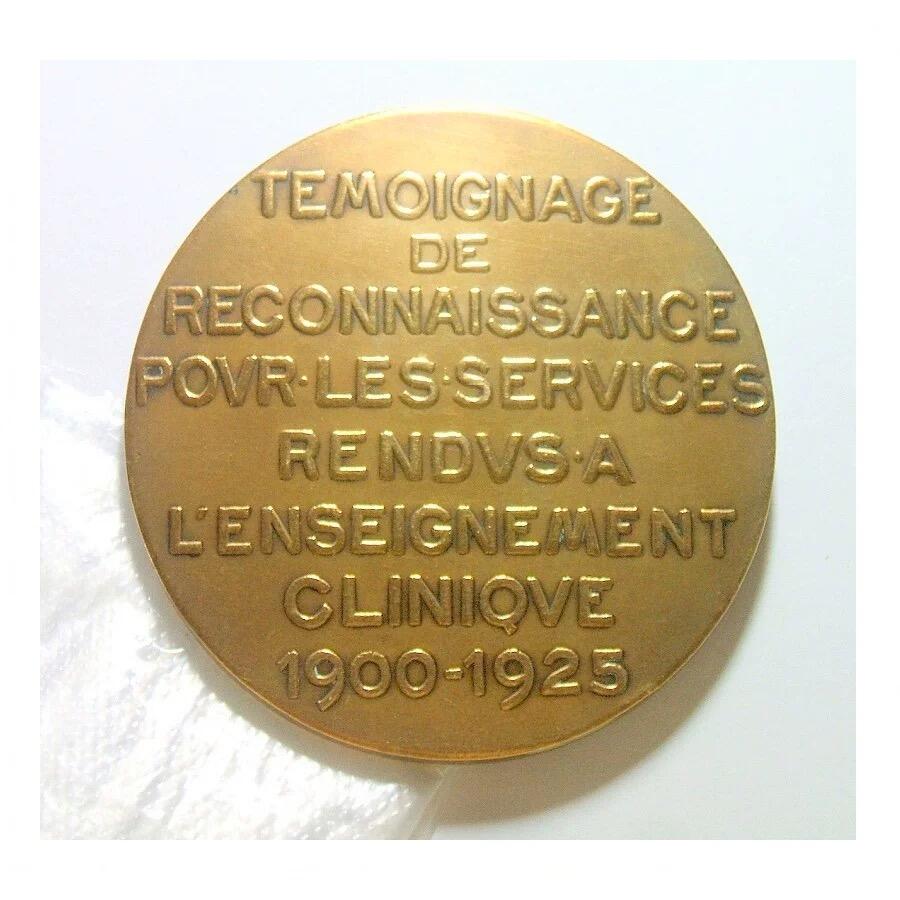 TEMOIGNAGE
DE
RECONNAISSANCE
POVR·LES·SERVICES
RENDVS·A
L'ENSEIGNEMENT
CLINIQVE
1900-1925